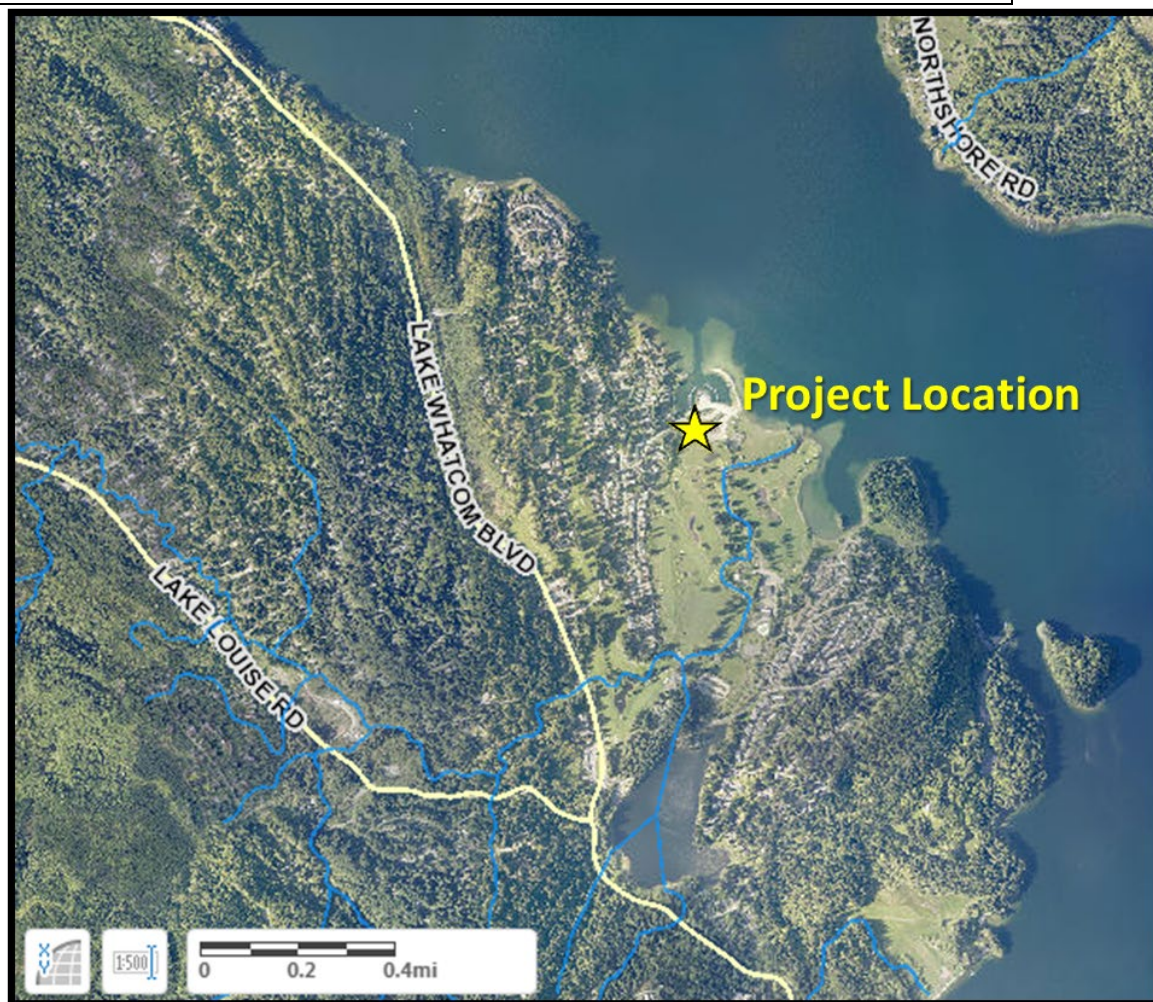 NORTHSHORE RD
LAKE WHATCOM BLVD
Project Location
LAKE LOUISE RD
X
Y
1:500
0 0.2 0.4mi